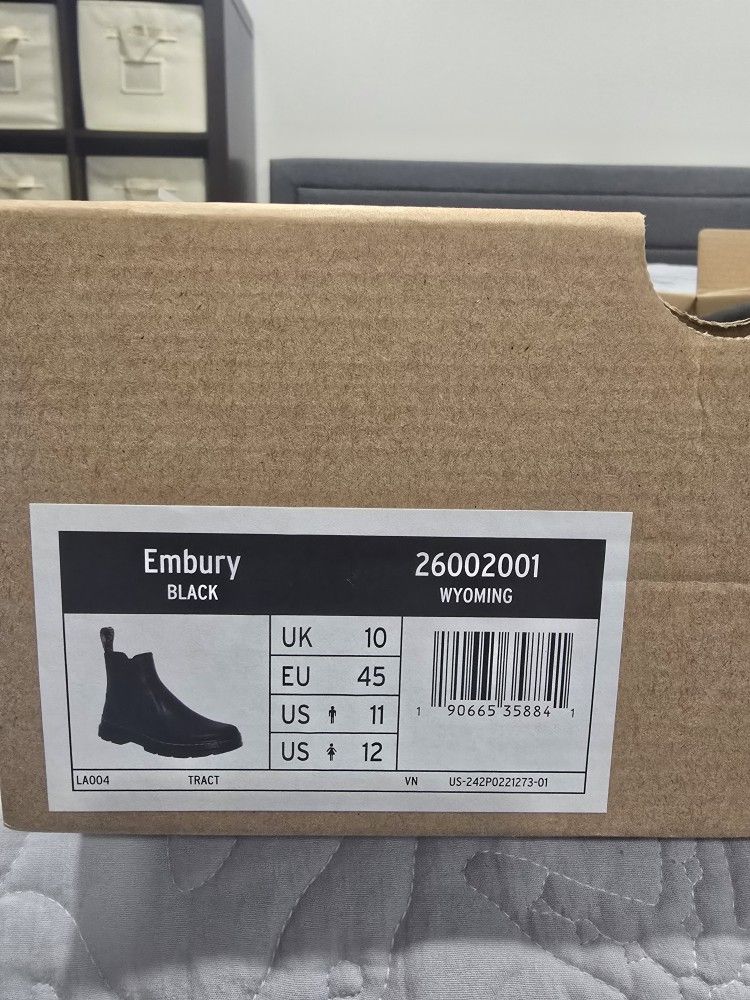 Embury
BLACK
26002001
WYOMING
UK 10
EU 45
US 11
US 12
1 90665 35884 1
LA004 TRACT VN US-242P0221273-01